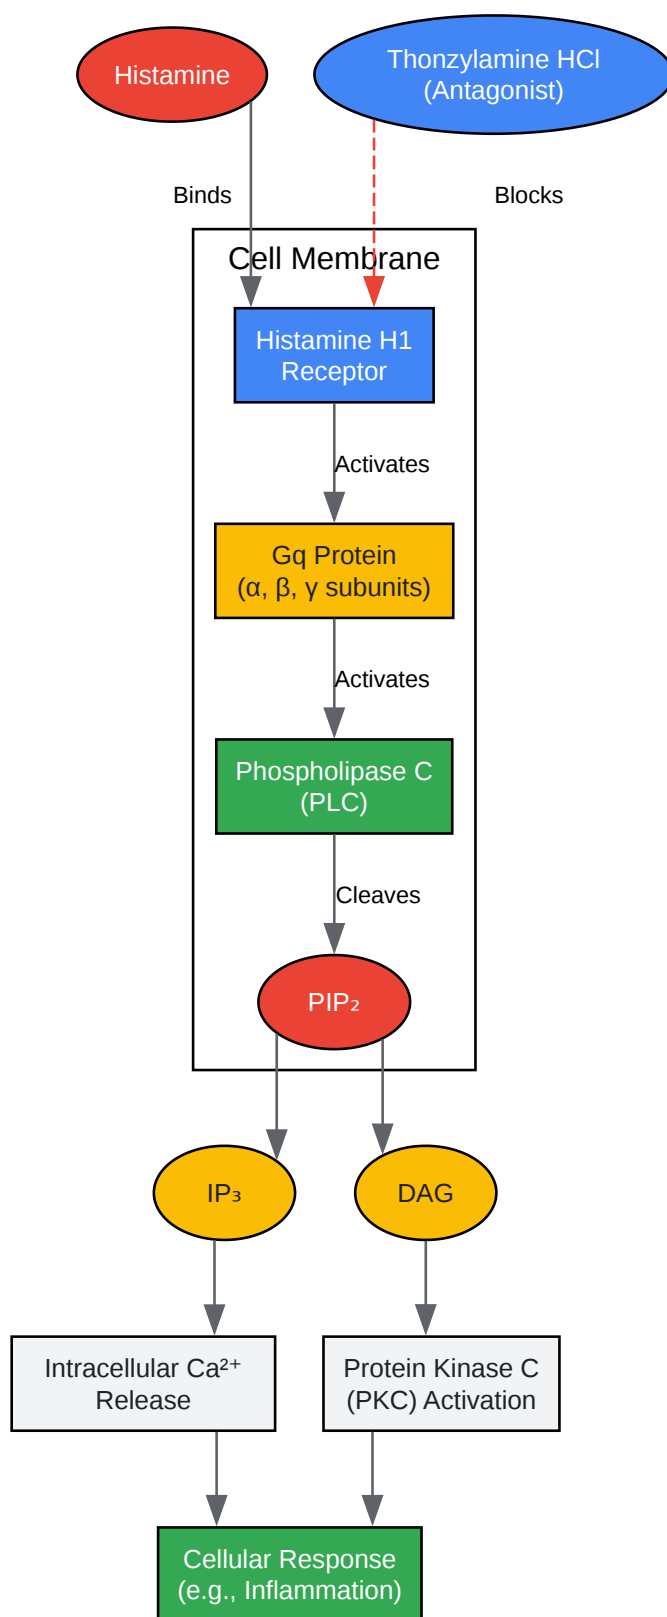 Histamine
Thonzylamine HCl
(Antagonist)
Binds
Blocks
Cell Membrane
Histamine H1
Receptor
Activates
Gq Protein
(α, β, γ subunits)
Activates
Phospholipase C
(PLC)
Cleaves
PIP₂
IP₃
DAG
Intracellular Ca²⁺
Release
Protein Kinase C
(PKC) Activation
Cellular Response
(e.g., Inflammation)